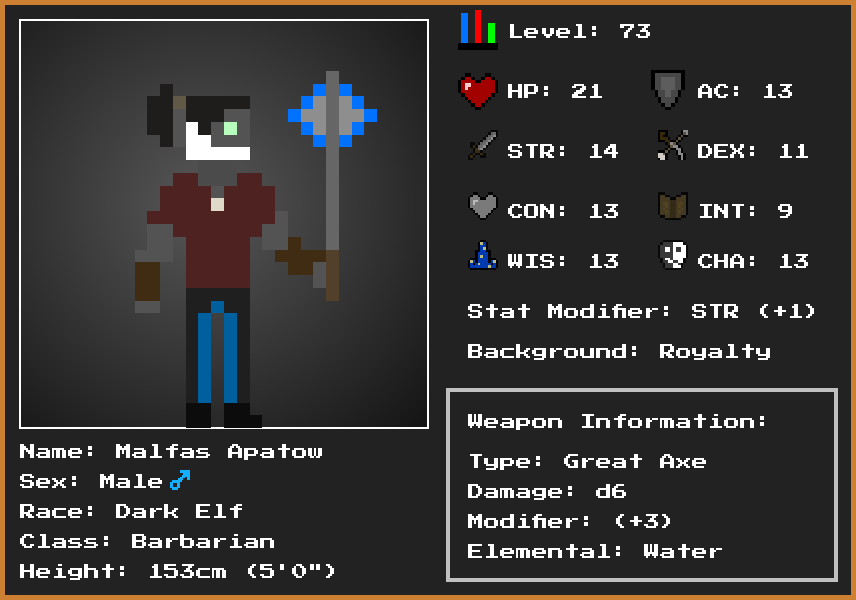 Level: 73
HP: 21
AC: 13
STR: 14
DEX: 11
CON: 13
INT: 9
WIS: 13
CHA: 13
Stat Modifier: STR (+1)
Background: Royalty
Weapon Information:
Type: Great Axe
Damage: d6
Modifier: (+3)
Elemental: Water
Name: Malfas Apatow
Sex: Male ♂
Race: Dark Elf
Class: Barbarian
Height: 153cm (5'0")